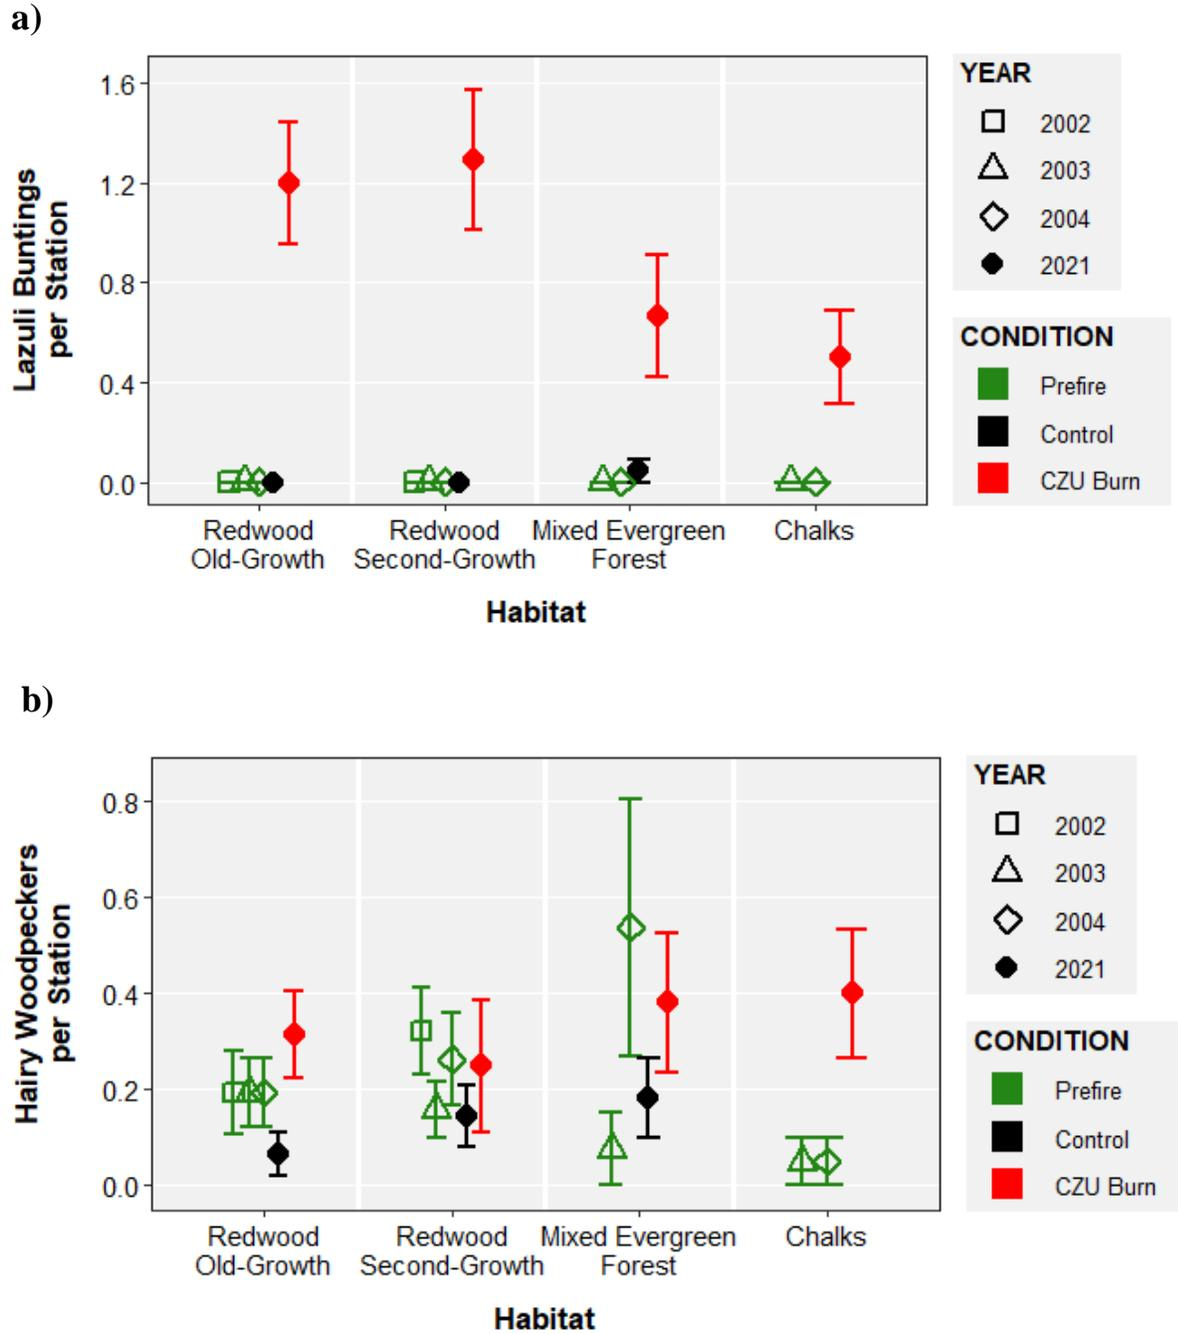 a)
1.6
1.2
0.8
0.4
0.0
Lazuli Buntings
per Station
Redwood
Old-Growth
Redwood
Second-Growth
Mixed Evergreen
Forest
Chalks
Habitat
YEAR
2002
2003
2004
2021
CONDITION
Prefire
Control
CZU Burn
b)
0.8
0.6
0.4
0.2
0.0
Hairy Woodpeckers
per Station
Redwood
Old-Growth
Redwood
Second-Growth
Mixed Evergreen
Forest
Chalks
Habitat
YEAR
2002
2003
2004
2021
CONDITION
Prefire
Control
CZU Burn